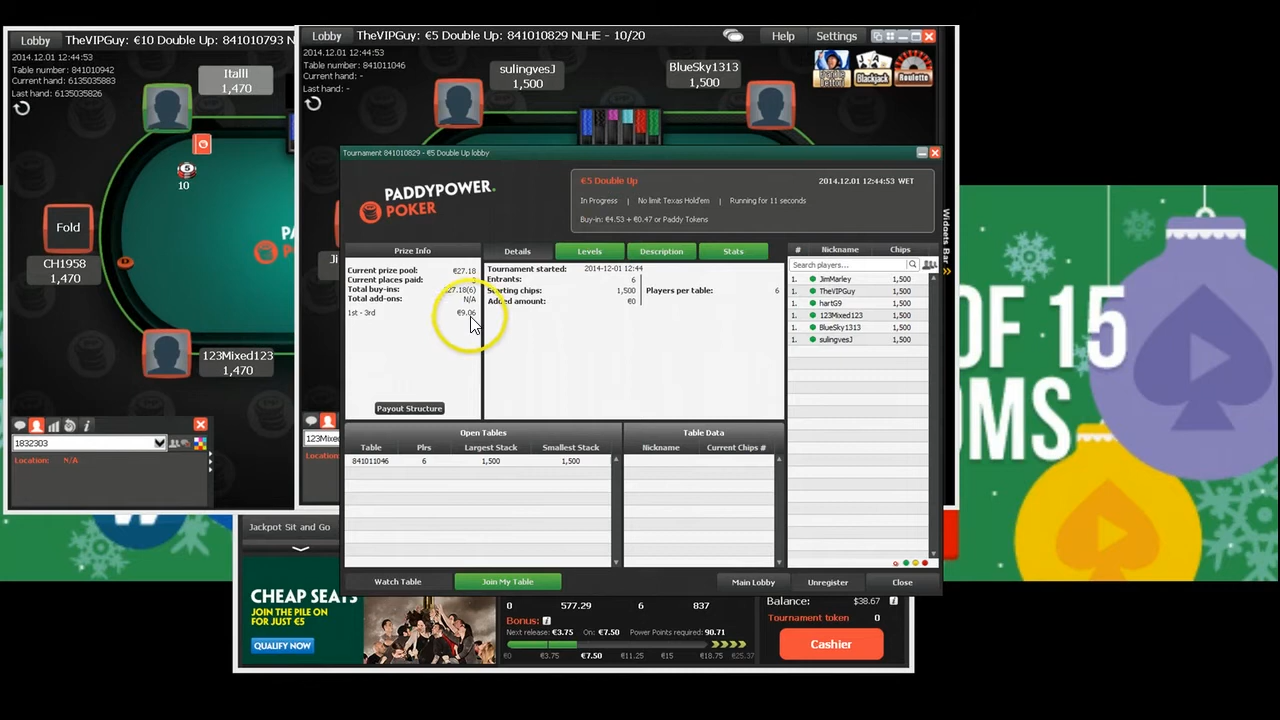 Lobby
TheVIPGuy: €10 Double Up: 841010793 N
2014.12.01 12:44:53
Table number: 841010942
Current hand: 6135035883
Last hand: 6135035826
Italll
1,470
10
Fold
CH1958
1,470
123Mixed123
1,470
1832303
Location: N/A
Lobby
TheVIPGuy: €5 Double Up: 841010829 NLHE - 10/20
Help
Settings
2014.12.01 12:44:53
Table number: 841011046
Current hand: -
Last hand: -
sulingvesJ
1,500
BlueSky1313
1,500
Blackjack
Roulette
Ji
123Mixe
Location:
Widgets Bar
Tournament 841010829 - €5 Double Up lobby
PADDYPOWER.
POKER
€5 Double Up
2014.12.01 12:44:53 WET
In Progress | No limit Texas Hold'em | Running for 11 seconds
Buy-in: €4.53 + €0.47 or Paddy Tokens
Prize Info
Details
Levels
Description
Stats
Current prize pool: €27.18
Current places paid:
Total buy-ins: €27.18(6)
Total add-ons: N/A
1st - 3rd €9.06
Payout Structure
Tournament started: 2014-12-01 12:44
Entrants: 6
Starting chips: 1,500
Players per table: 6
Added amount: €0
# Nickname Chips
Search players...
1. JimMarley 1,500
1. TheVIPGuy 1,500
1. hartG9 1,500
1. 123Mixed123 1,500
1. BlueSky1313 1,500
1. sulingvesJ 1,500
Open Tables
Table Plrs Largest Stack Smallest Stack
841011046 6 1,500 1,500
Table Data
Nickname Current Chips #
Watch Table
Join My Table
Main Lobby
Unregister
Close
Jackpot Sit and Go
CHEAP SEATS
JOIN THE PILE ON
FOR JUST €5
QUALIFY NOW
0 577.29 6 837
Bonus:
Next release: €3.75 On: €7.50 Power Points required: 90.71
€0 €3.75 €7.50 €11.25 €15 €18.75 €25.37
Balance: $38.67
Tournament token 0
Cashier
OF 15
OMS